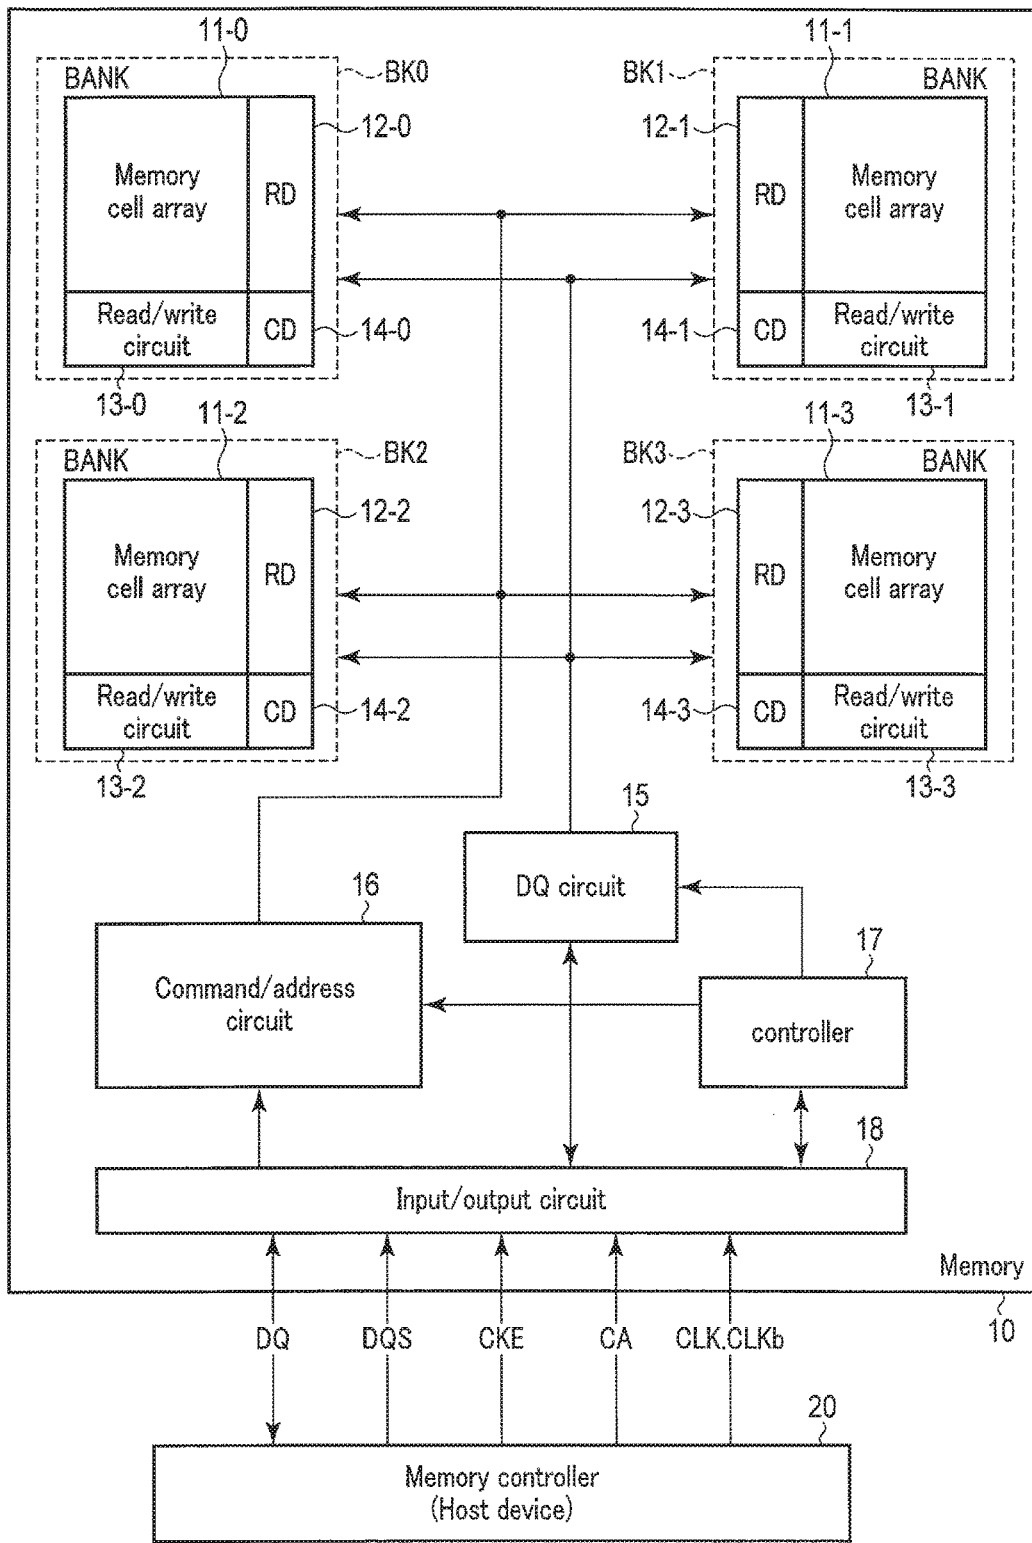 11-0
11-1
BANK
BK0
BK1
BANK
12-0
12-1
Memory
cell array
RD
RD
Memory
cell array
Read/write
circuit
CD
14-0
14-1
CD
Read/write
circuit
13-0
13-1
11-2
11-3
BANK
BK2
BK3
BANK
12-2
12-3
Memory
cell array
RD
RD
Memory
cell array
Read/write
circuit
CD
14-2
14-3
CD
Read/write
circuit
13-2
13-3
15
DQ circuit
16
Command/address
circuit
17
controller
18
Input/output circuit
Memory
10
DQ
DQS
CKE
CA
CLK.CLKb
20
Memory controller
(Host device)